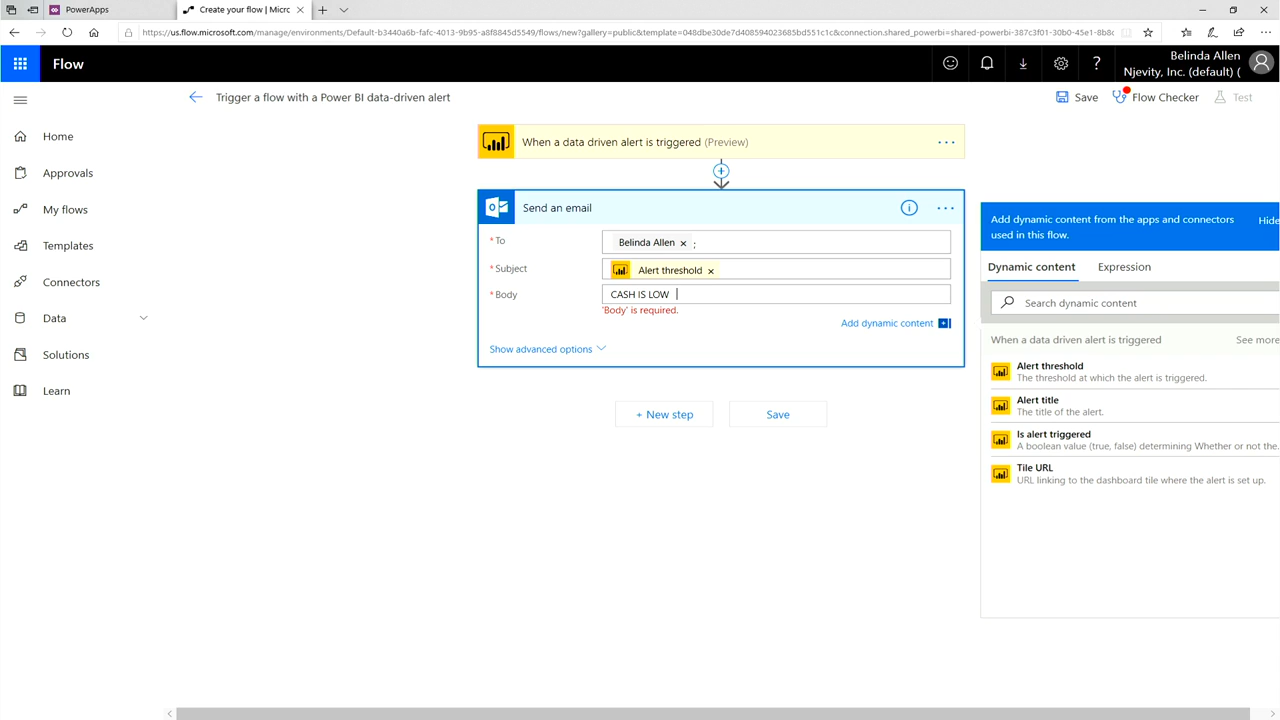 PowerApps
Create your flow | Micrc
https://us.flow.microsoft.com/manage/environments/Default-b3440a6b-fafc-4013-9b95-a8f8845d5549/flows/new?gallery=public&template=048dbe30de7d408594023685bd551c1c&connection.shared_powerbi=shared-powerbi-387c3f01-30b0-45e1-8b8c
Flow
Belinda Allen
Njevity, Inc. (default) (
Trigger a flow with a Power BI data-driven alert
Save
Flow Checker
Test
Home
Approvals
My flows
Templates
Connectors
Data
Solutions
Learn
When a data driven alert is triggered (Preview)
Send an email
* To
Belinda Allen × ;
* Subject
Alert threshold ×
* Body
CASH IS LOW
'Body' is required.
Add dynamic content
Show advanced options
+ New step
Save
Add dynamic content from the apps and connectors
used in this flow.
Hide
Dynamic content
Expression
Search dynamic content
When a data driven alert is triggered
See more
Alert threshold
The threshold at which the alert is triggered.
Alert title
The title of the alert.
Is alert triggered
A boolean value (true, false) determining Whether or not the...
Tile URL
URL linking to the dashboard tile where the alert is set up.